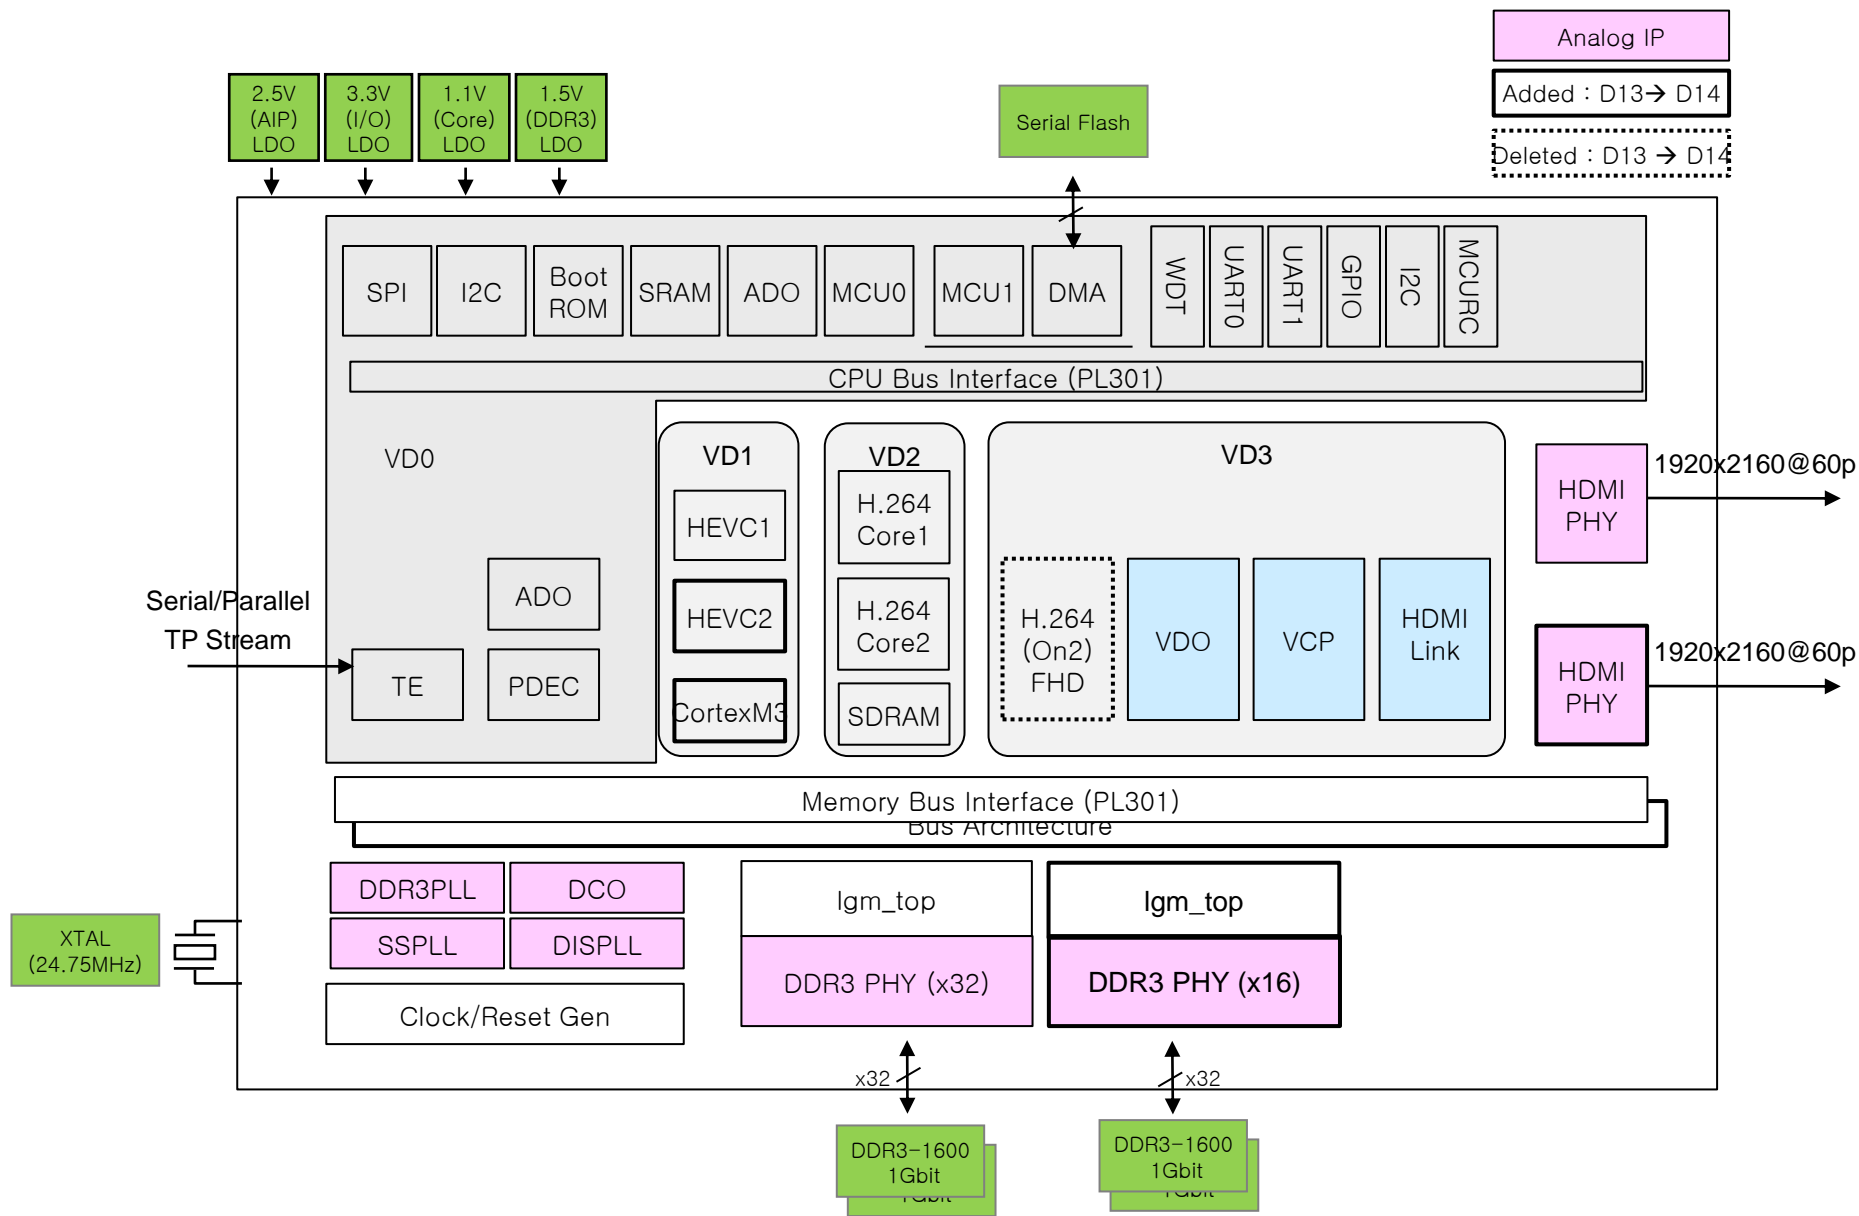 Analog IP
Added : D13→ D14
Deleted : D13 → D14
2.5V
(AIP)
LDO
3.3V
(I/O)
LDO
1.1V
(Core)
LDO
1.5V
(DDR3)
LDO
Serial Flash
SPI
I2C
Boot
ROM
SRAM
ADO
MCU0
MCU1
DMA
WDT
UART0
UART1
GPIO
I2C
MCURC
CPU Bus Interface (PL301)
VD0
ADO
TE
PDEC
Serial/Parallel
TP Stream
VD1
HEVC1
HEVC2
CortexM3
VD2
H.264
Core1
H.264
Core2
SDRAM
VD3
H.264
(On2)
FHD
VDO
VCP
HDMI
Link
HDMI
PHY
1920x2160@60p
HDMI
PHY
1920x2160@60p
Memory Bus Interface (PL301)
Bus Architecture
DDR3PLL
DCO
SSPLL
DISPLL
Clock/Reset Gen
XTAL
(24.75MHz)
lgm_top
DDR3 PHY (x32)
lgm_top
DDR3 PHY (x16)
x32
x32
DDR3-1600
1Gbit
1Gbit
DDR3-1600
1Gbit
1Gbit